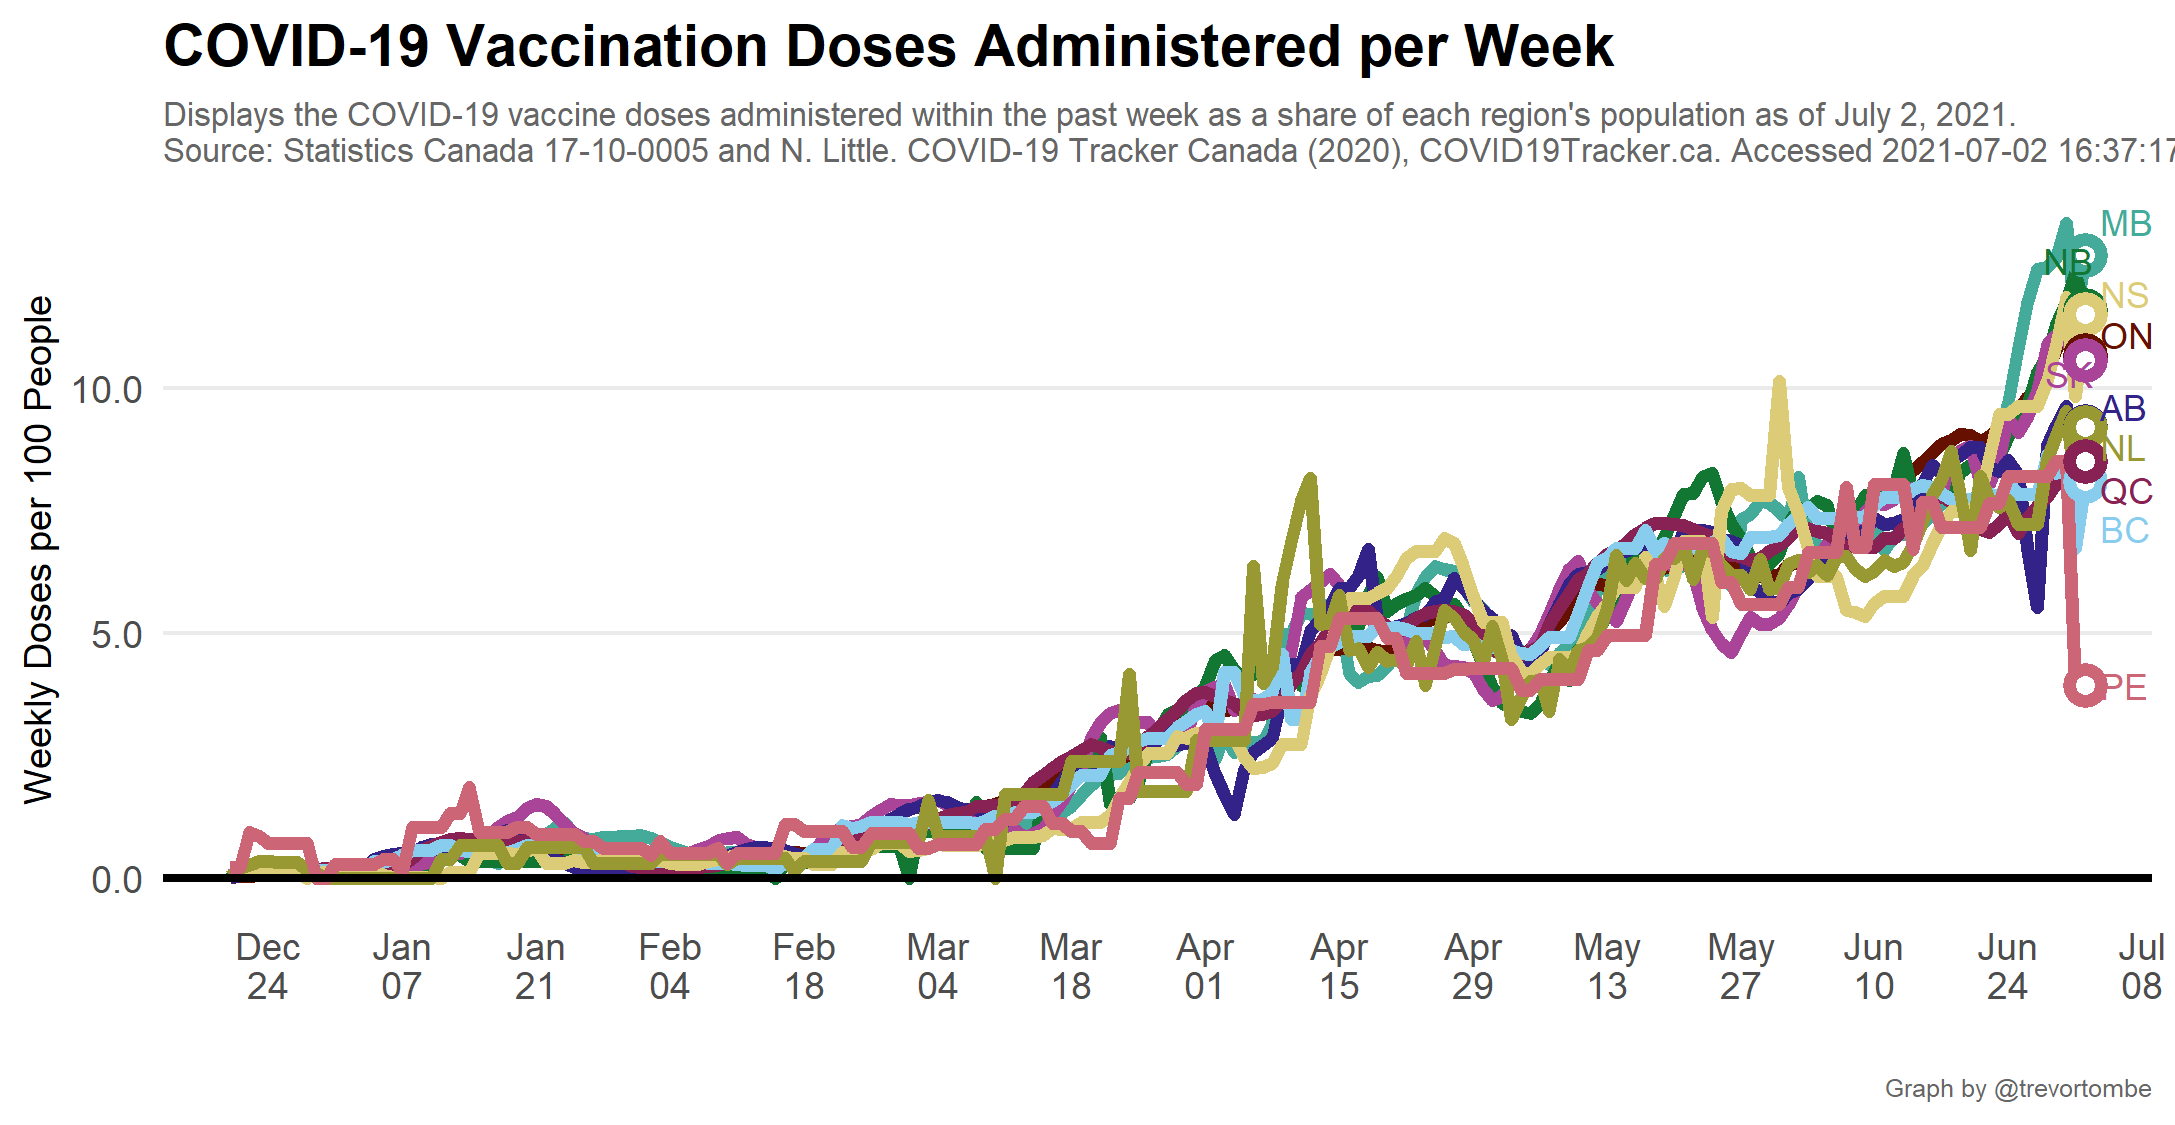 COVID-19 Vaccination Doses Administered per Week
Displays the COVID-19 vaccine doses administered within the past week as a share of each region's population as of July 2, 2021.
Source: Statistics Canada 17-10-0005 and N. Little. COVID-19 Tracker Canada (2020), COVID19Tracker.ca. Accessed 2021-07-02 16:37:17
Weekly Doses per 100 People
10.0
5.0
0.0
MB
NB
NS
ON
SK
AB
NL
QC
BC
PE
Dec Jan Jan Feb Feb Mar Mar Apr Apr Apr May May Jun Jun Jul
24 07 21 04 18 04 18 01 15 29 13 27 10 24 08
Graph by @trevortombe